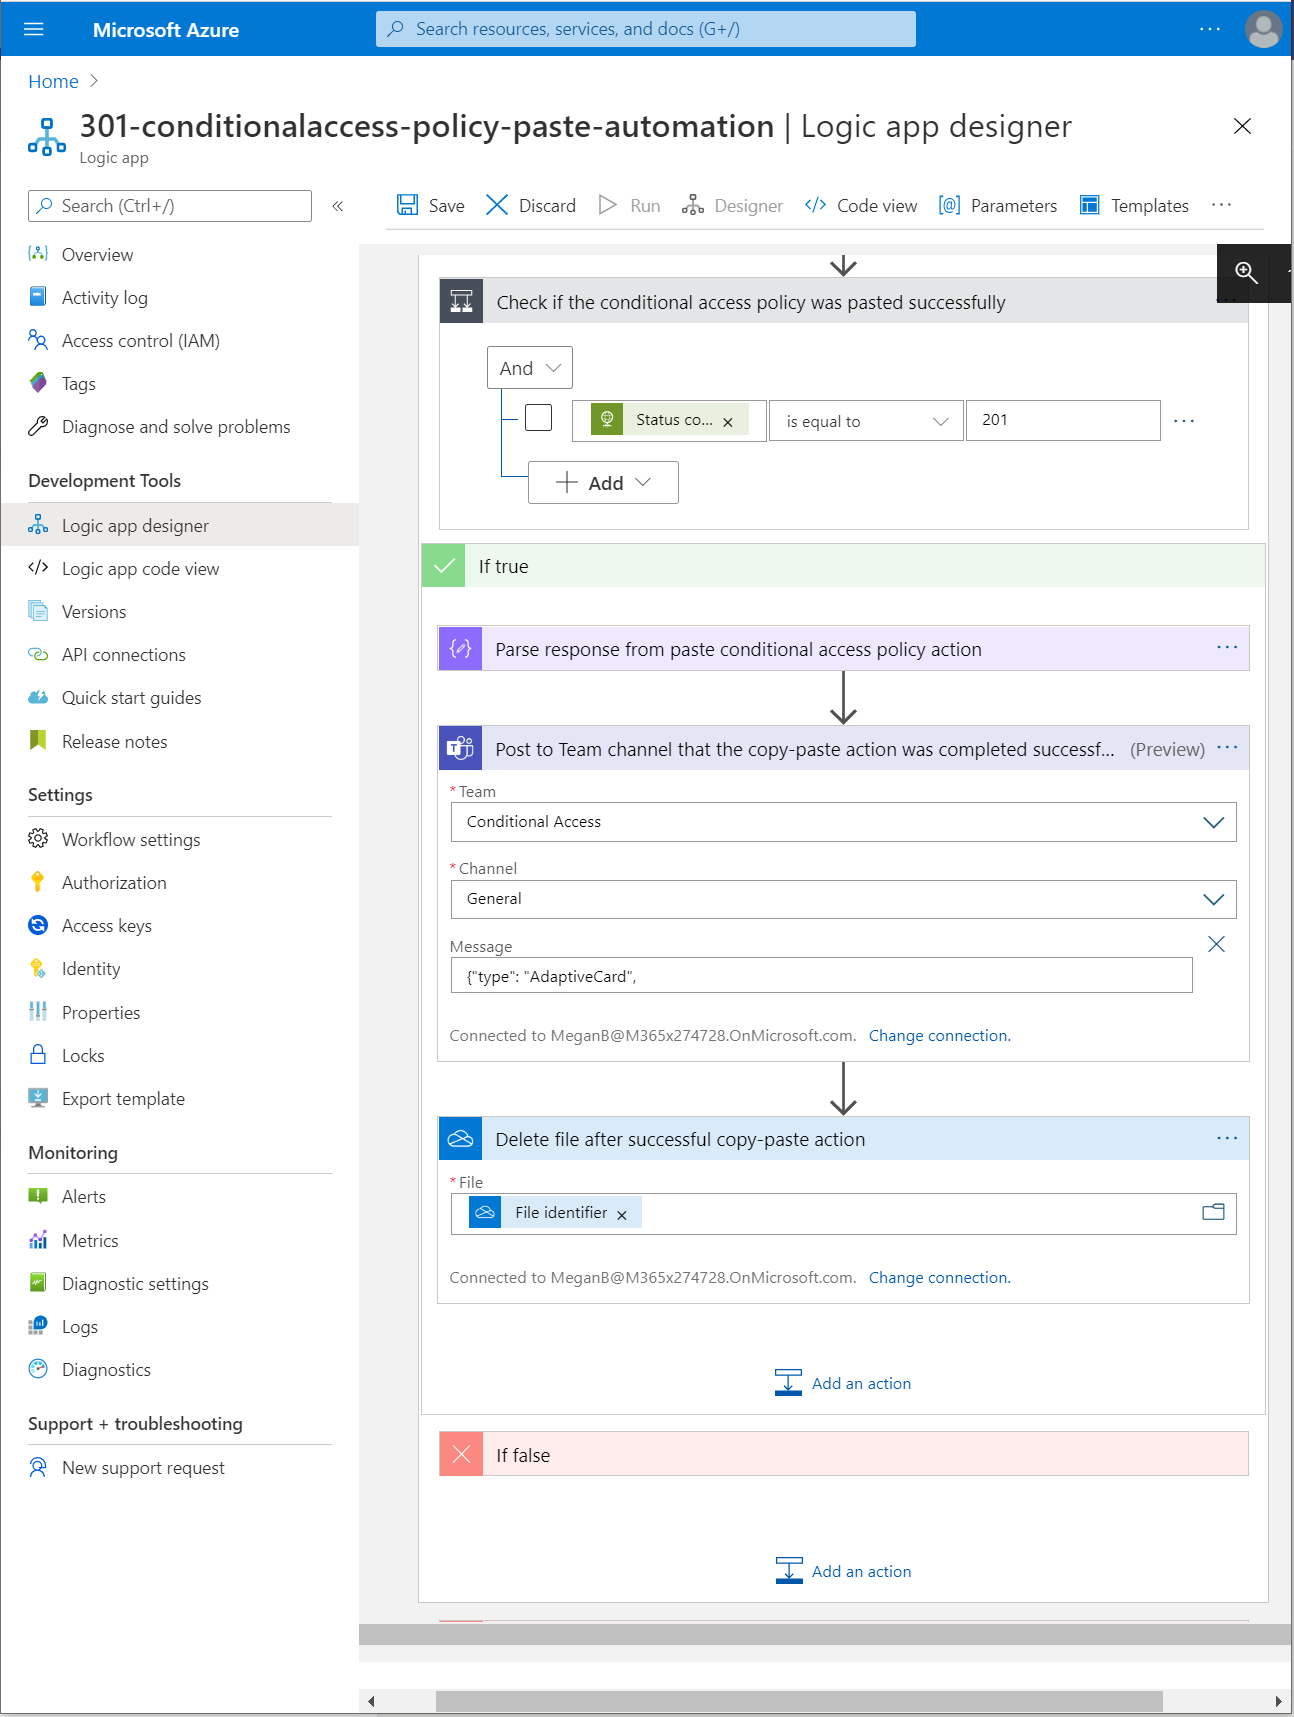 Microsoft Azure
Search resources, services, and docs (G+/)
Home
301-conditionalaccess-policy-paste-automation | Logic app designer
Logic app
Search (Ctrl+/)
Overview
Activity log
Access control (IAM)
Tags
Diagnose and solve problems
Development Tools
Logic app designer
Logic app code view
Versions
API connections
Quick start guides
Release notes
Settings
Workflow settings
Authorization
Access keys
Identity
Properties
Locks
Export template
Monitoring
Alerts
Metrics
Diagnostic settings
Logs
Diagnostics
Support + troubleshooting
New support request
Save Discard Run Designer Code view Parameters Templates
Check if the conditional access policy was pasted successfully
And
Status co... is equal to 201
Add
If true
Parse response from paste conditional access policy action
Post to Team channel that the copy-paste action was completed successf... (Preview)
* Team
Conditional Access
* Channel
General
Message
{"type": "AdaptiveCard",
Connected to MeganB@M365x274728.OnMicrosoft.com. Change connection.
Delete file after successful copy-paste action
* File
File identifier
Connected to MeganB@M365x274728.OnMicrosoft.com. Change connection.
Add an action
If false
Add an action